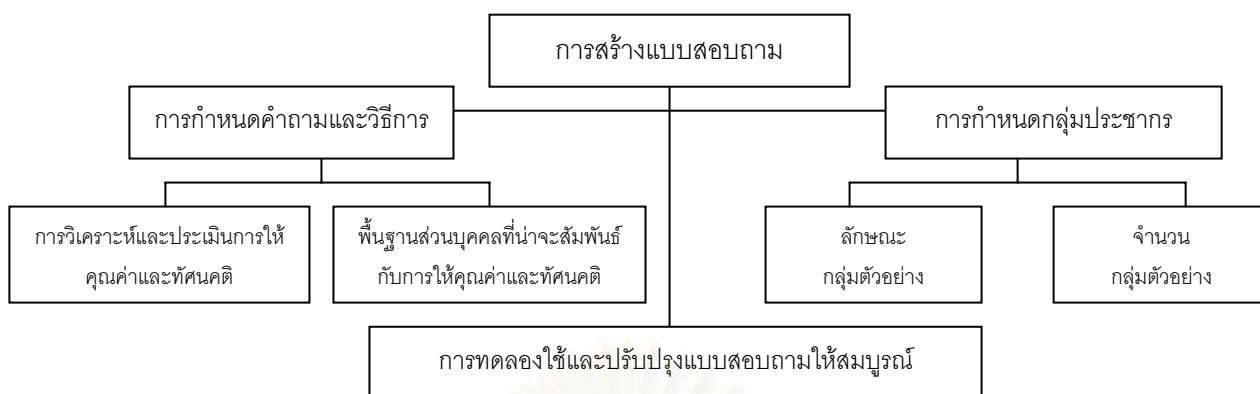 การสร้างแบบสอบถาม
การกำหนดคำถามและวิธีการ
การกำหนดกลุ่มประชากร
การวิเคราะห์และประเมินการให้
คุณค่าและทัศนคติ
พื้นฐานส่วนบุคคลที่น่าจะสัมพันธ์
กับการให้คุณค่าและทัศนคติ
ลักษณะ
กลุ่มตัวอย่าง
จำนวน
กลุ่มตัวอย่าง
การทดลองใช้และปรับปรุงแบบสอบถามให้สมบูรณ์